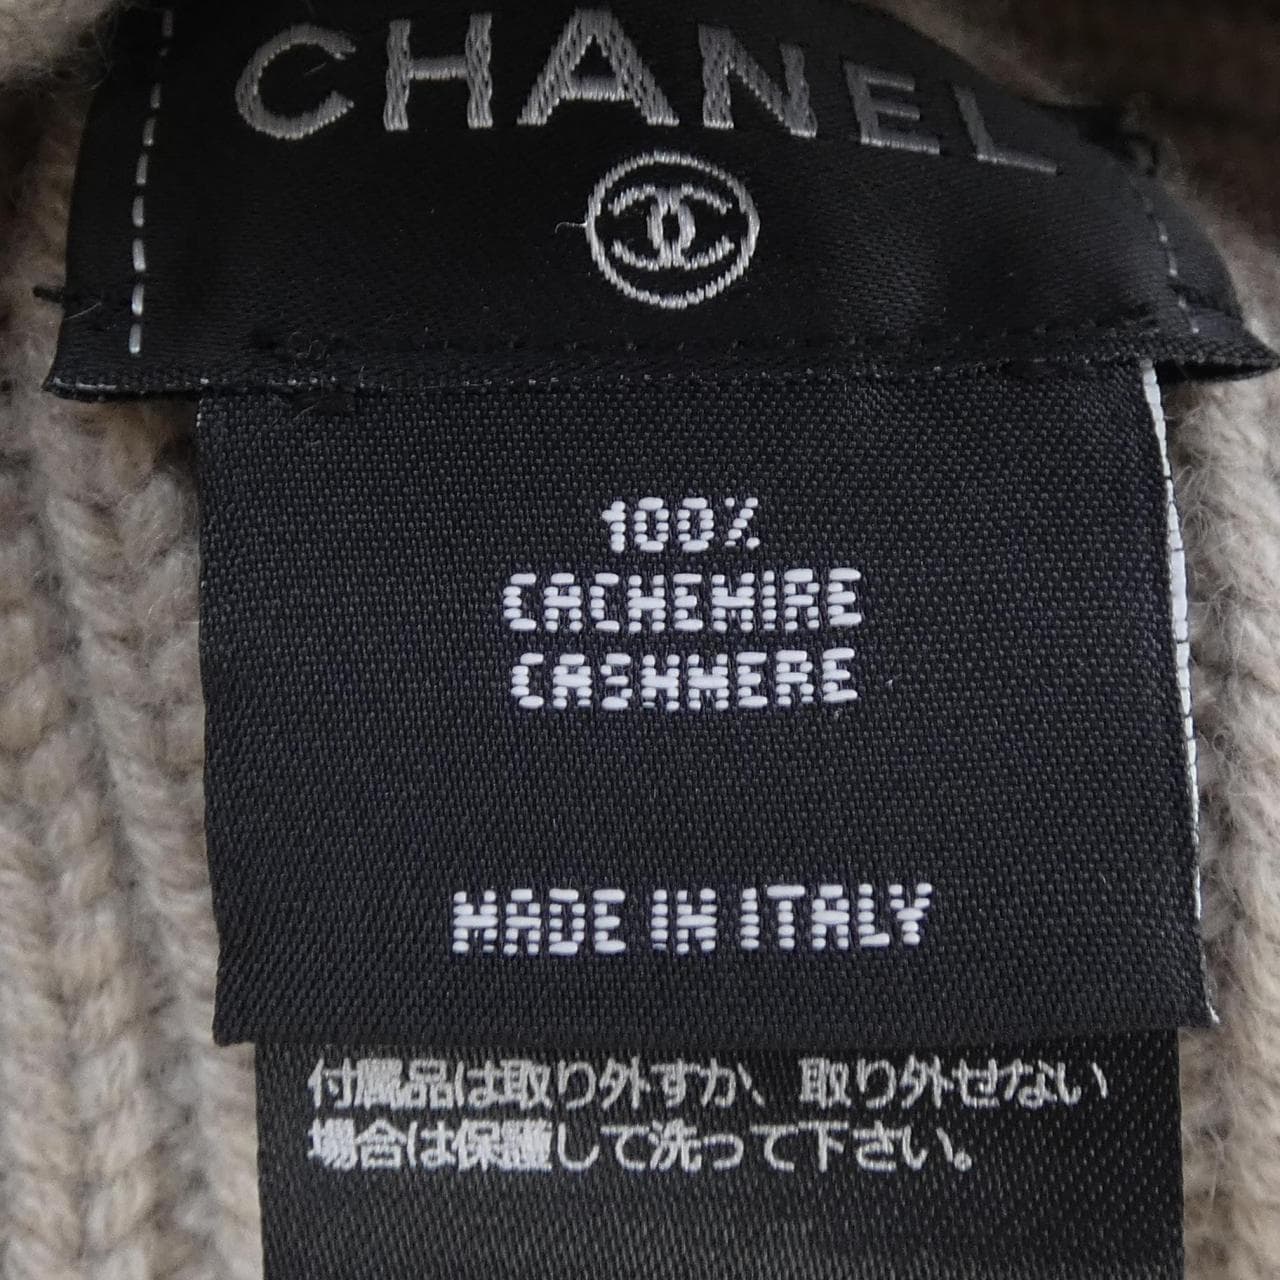 CHANEL
100%
CACHEMIRE
CASHMERE
MADE IN ITALY
付属品は取り外すか、取り外せない
場合は保護して洗って下さい。